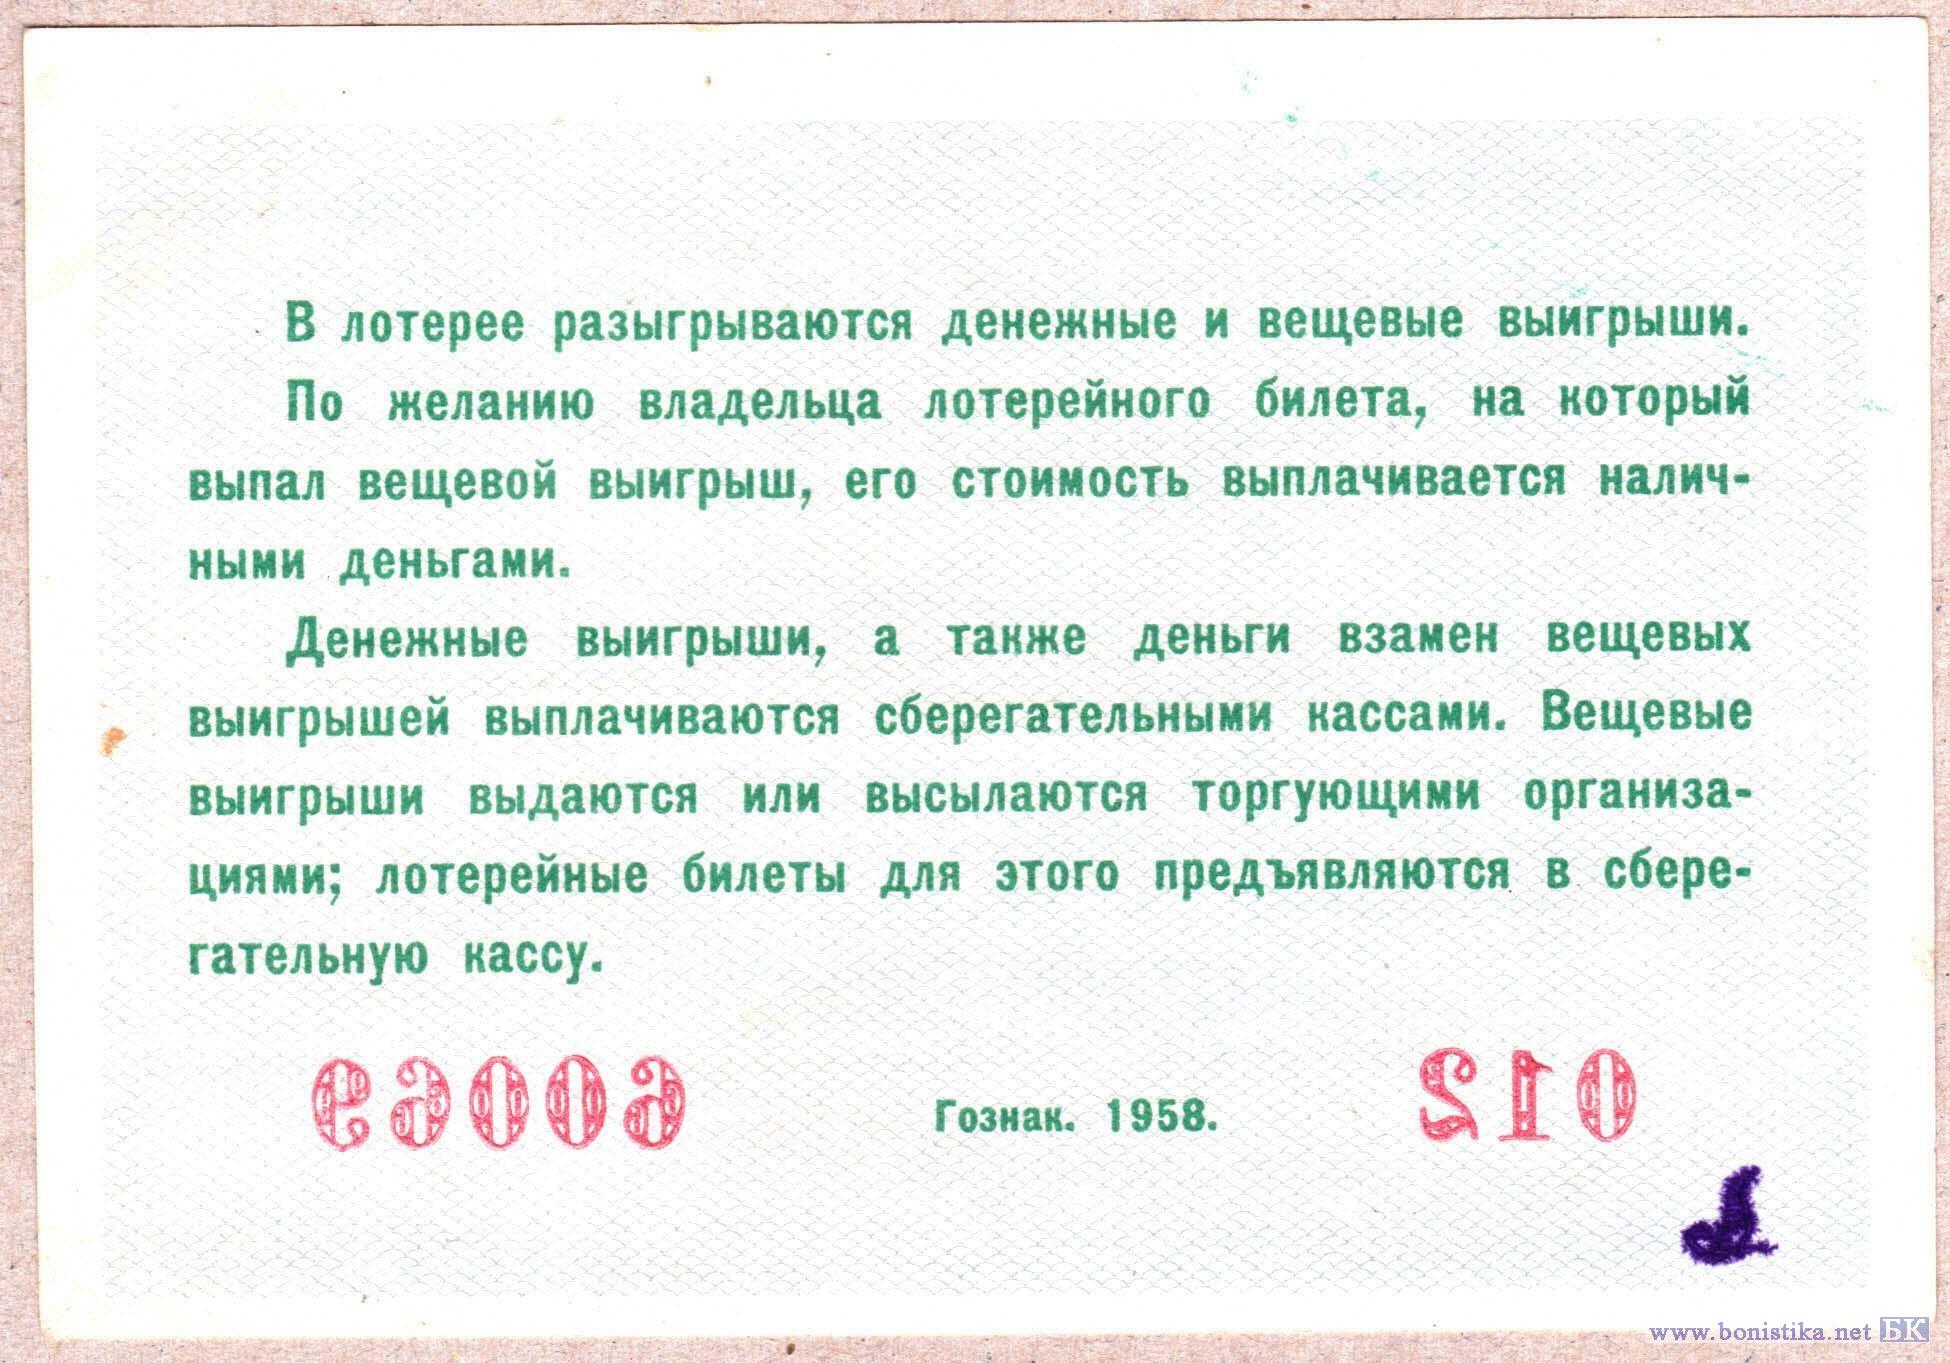 В лотерее разыгрываются денежные и вещевые выигрыши.
По желанию владельца лотерейного билета, на который
выпал вещевой выигрыш, его стоимость выплачивается налич-
ными деньгами.
Денежные выигрыши, а также деньги взамен вещевых
выигрышей выплачиваются сберегательными кассами. Вещевые
выигрыши выдаются или высылаются торгующими организа-
циями; лотерейные билеты для этого предъявляются в сбере-
гательную кассу.
60069 Гознак. 1958. 012
www.bonistika.net БК